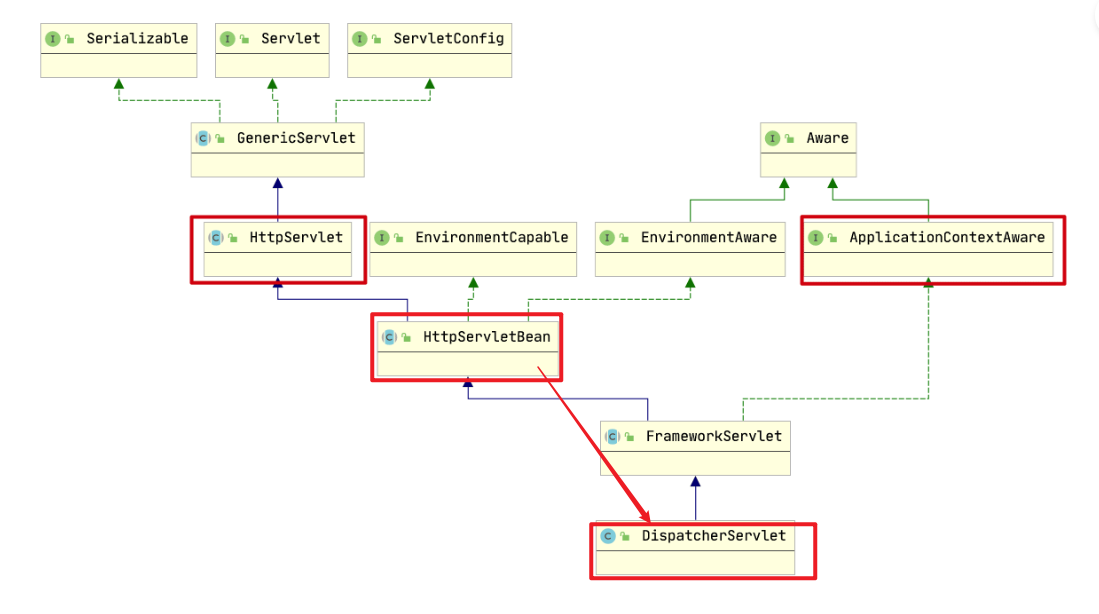 I Serializable
I Servlet
I ServletConfig
C GenericServlet
I Aware
C HttpServlet
I EnvironmentCapable
I EnvironmentAware
I ApplicationContextAware
C HttpServletBean
C FrameworkServlet
C DispatcherServlet